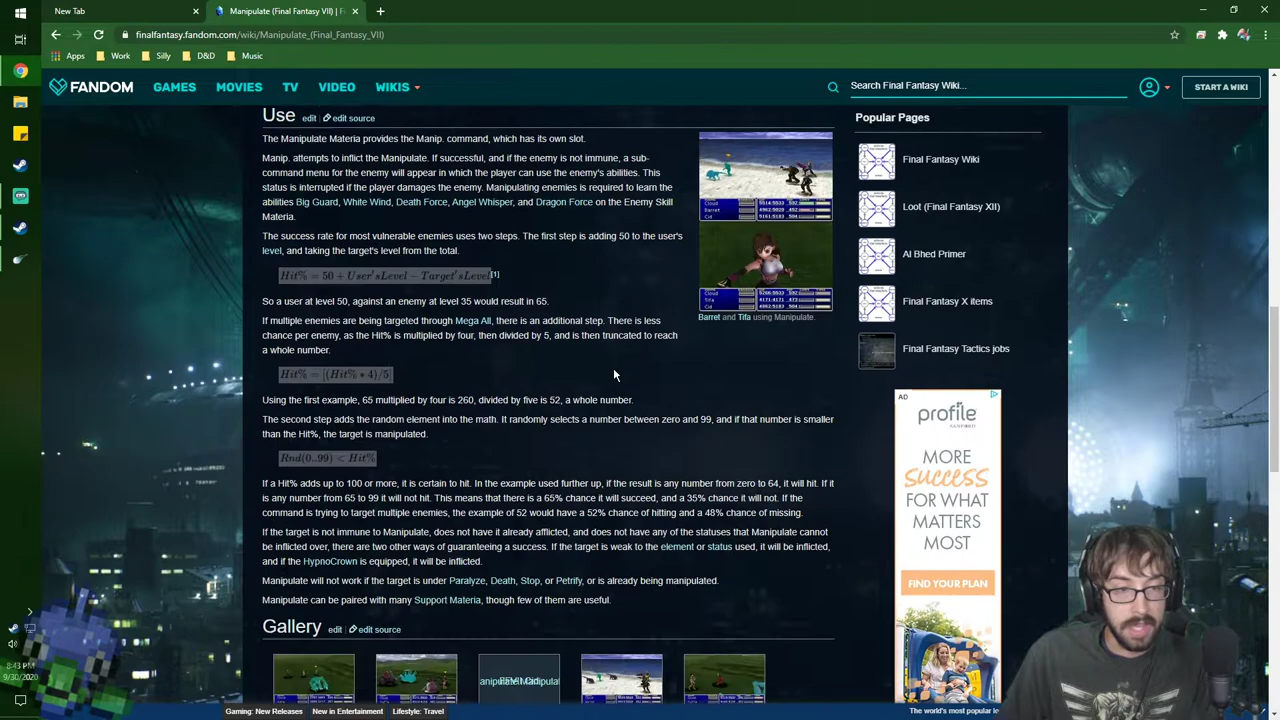 New Tab
Manipulate (Final Fantasy VII) | F
finalfantasy.fandom.com/wiki/Manipulate_(Final_Fantasy_VII)
Apps Work Silly D&D Music
FANDOM GAMES MOVIES TV VIDEO WIKIS
Search Final Fantasy Wiki...
START A WIKI
Use edit edit source
The Manipulate Materia provides the Manip. command, which has its own slot.
Manip. attempts to inflict the Manipulate. If successful, and if the enemy is not immune, a sub-
command menu for the enemy will appear in which the player can use the enemy's abilities. This
status is interrupted if the player damages the enemy. Manipulating enemies is required to learn the
abilities Big Guard, White Wind, Death Force, Angel Whisper, and Dragon Force on the Enemy Skill
Materia.
The success rate for most vulnerable enemies uses two steps. The first step is adding 50 to the user's
level, and taking the target's level from the total.
Hit% = 50 + User'sLevel − Target'sLevel[1]
So a user at level 50, against an enemy at level 35 would result in 65.
If multiple enemies are being targeted through Mega All, there is an additional step. There is less
chance per enemy, as the Hit% is multiplied by four, then divided by 5, and is then truncated to reach
a whole number.
Hit% = [(Hit% * 4)/5]
Using the first example, 65 multiplied by four is 260, divided by five is 52, a whole number.
The second step adds the random element into the math. It randomly selects a number between zero and 99, and if that number is smaller
than the Hit%, the target is manipulated.
Rnd(0..99) < Hit%
If a Hit% adds up to 100 or more, it is certain to hit. In the example used further up, if the result is any number from zero to 64, it will hit. If it
is any number from 65 to 99 it will not hit. This means that there is a 65% chance it will succeed, and a 35% chance it will not. If the
command is trying to target multiple enemies, the example of 52 would have a 52% chance of hitting and a 48% chance of missing.
If the target is not immune to Manipulate, does not have it already afflicted, and does not have any of the statuses that Manipulate cannot
be inflicted over, there are two other ways of guaranteeing a success. If the target is weak to the element or status used, it will be inflicted,
and if the HypnoCrown is equipped, it will be inflicted.
Manipulate will not work if the target is under Paralyze, Death, Stop, or Petrify, or is already being manipulated.
Manipulate can be paired with many Support Materia, though few of them are useful.
Gallery edit edit source
Cloud
Barret
Cid
Cloud
Tifa
Cid
Barret and Tifa using Manipulate.
Popular Pages
Final Fantasy Wiki
Loot (Final Fantasy XII)
Al Bhed Primer
Final Fantasy X items
Final Fantasy Tactics jobs
AD
profile
MORE
success
FOR WHAT
MATTERS
MOST
FIND YOUR PLAN
Gaming: New Releases New in Entertainment Lifestyle: Travel
The world's most popular
8:43 PM
9/30/2020